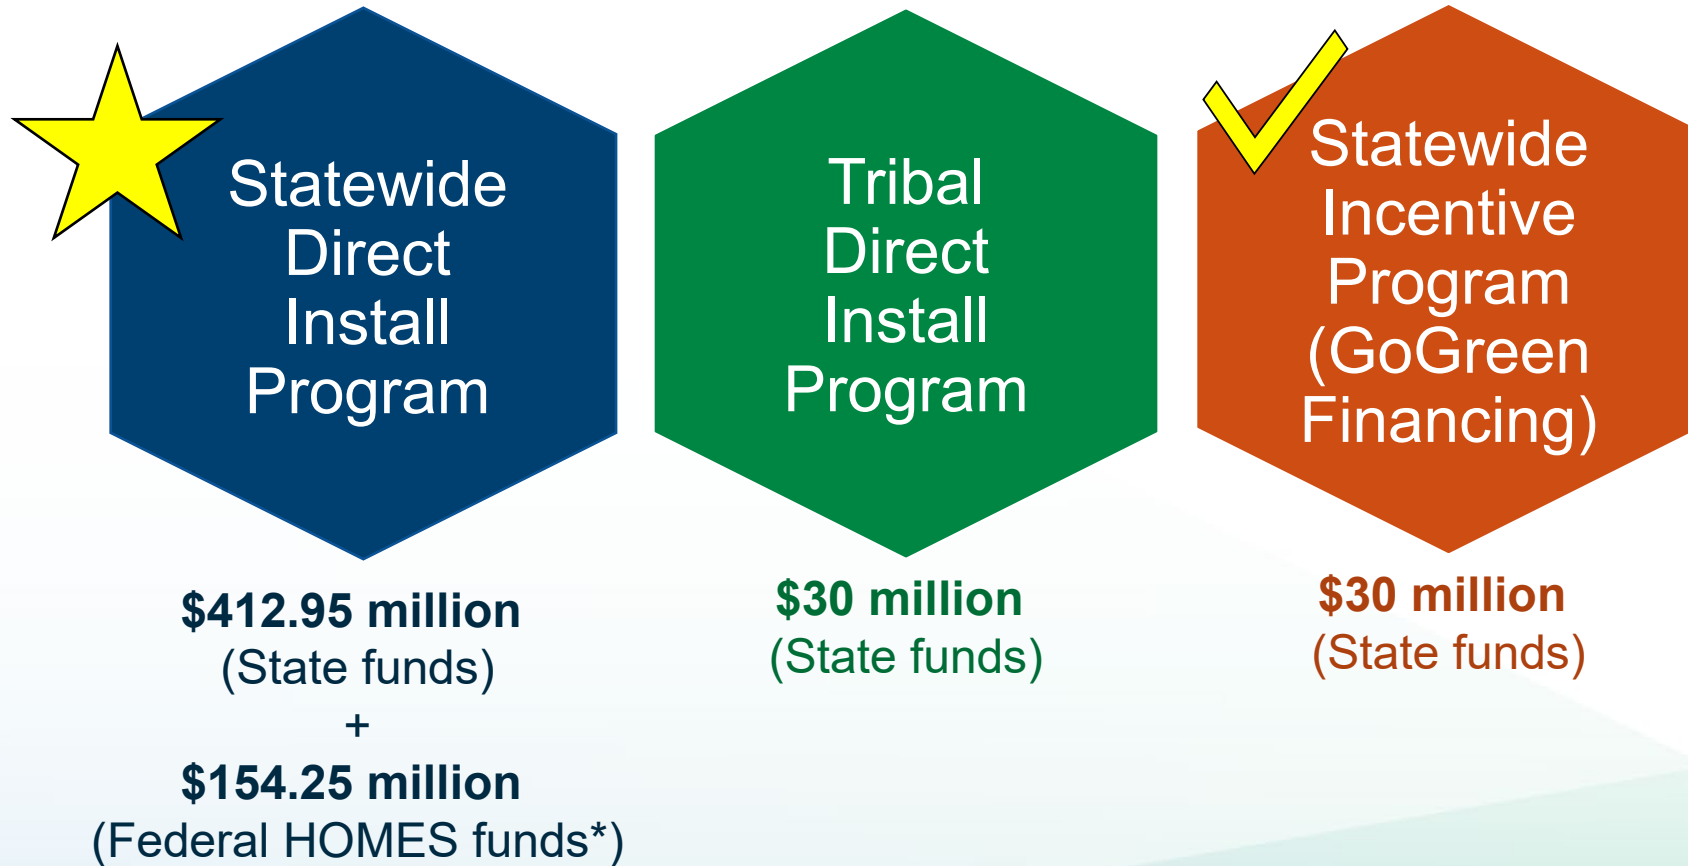 Statewide
Direct
Install
Program
$412.95 million
(State funds)
+
$154.25 million
(Federal HOMES funds*)
Tribal
Direct
Install
Program
$30 million
(State funds)
Statewide
Incentive
Program
(GoGreen
Financing)
$30 million
(State funds)